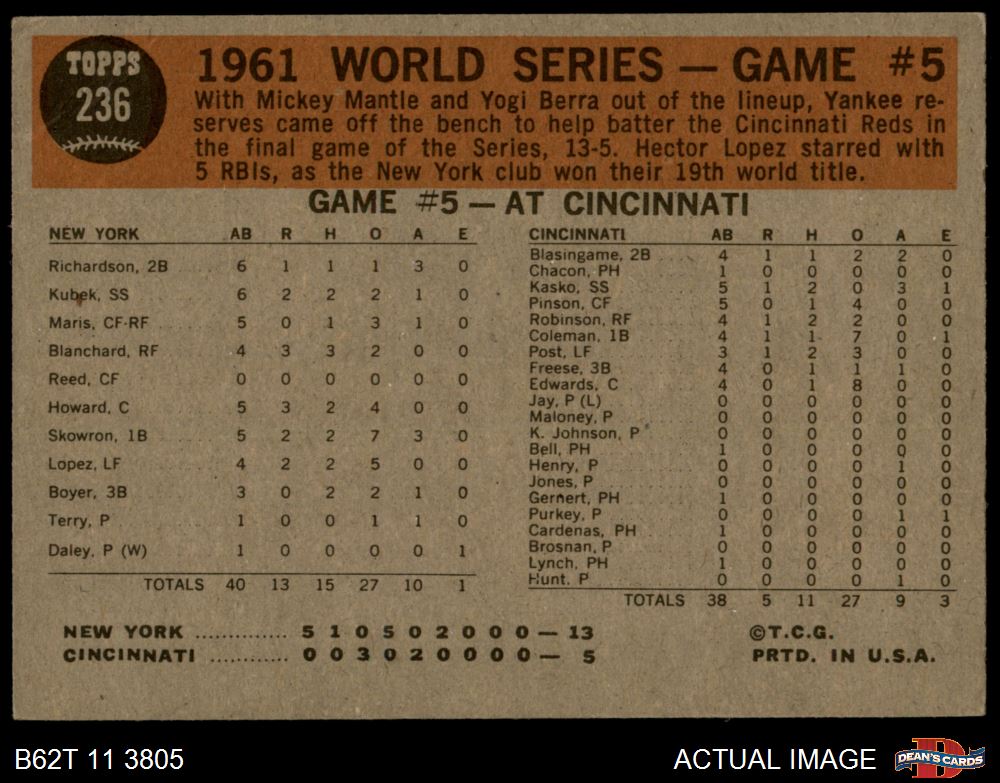 TOPPS
236
1961 WORLD SERIES — GAME #5
With Mickey Mantle and Yogi Berra out of the lineup, Yankee re-
serves came off the bench to help batter the Cincinnati Reds in
the final game of the Series, 13-5. Hector Lopez starred with
5 RBIs, as the New York club won their 19th world title.
GAME #5 — AT CINCINNATI
NEW YORK AB R H O A E
Richardson, 2B 6 1 1 1 3 0
Kubek, SS 6 2 2 2 1 0
Maris, CF-RF 5 0 1 3 1 0
Blanchard, RF 4 3 3 2 0 0
Reed, CF 0 0 0 0 0 0
Howard, C 5 3 2 4 0 0
Skowron, 1B 5 2 2 7 3 0
Lopez, LF 4 2 2 5 0 0
Boyer, 3B 3 0 2 2 1 0
Terry, P 1 0 0 1 1 0
Daley, P (W) 1 0 0 0 0 1
TOTALS 40 13 15 27 10 1
CINCINNATI AB R H O A E
Blasingame, 2B 4 1 1 2 2 0
Chacon, PH 1 0 0 0 0 0
Kasko, SS 5 1 2 0 3 1
Pinson, CF 5 0 1 4 0 0
Robinson, RF 4 1 2 2 0 0
Coleman, 1B 4 1 1 7 0 1
Post, LF 3 1 2 3 0 0
Freese, 3B 4 0 1 1 1 0
Edwards, C 4 0 1 8 0 0
Jay, P (L) 0 0 0 0 0 0
Maloney, P 0 0 0 0 0 0
K. Johnson, P 0 0 0 0 0 0
Bell, PH 1 0 0 0 0 0
Henry, P 0 0 0 0 1 0
Jones, P 0 0 0 0 0 0
Gernert, PH 1 0 0 0 0 0
Purkey, P 0 0 0 0 1 1
Cardenas, PH 1 0 0 0 0 0
Brosnan, P 0 0 0 0 0 0
Lynch, PH 1 0 0 0 0 0
Hunt, P 0 0 0 0 1 0
TOTALS 38 5 11 27 9 3
NEW YORK .............. 5 1 0 5 0 2 0 0 0 — 13
CINCINNATI ............ 0 0 3 0 2 0 0 0 0 — 5
©T.C.G.
PRTD. IN U.S.A.
B62T 11 3805
ACTUAL IMAGE
D
DEAN'S CARDS